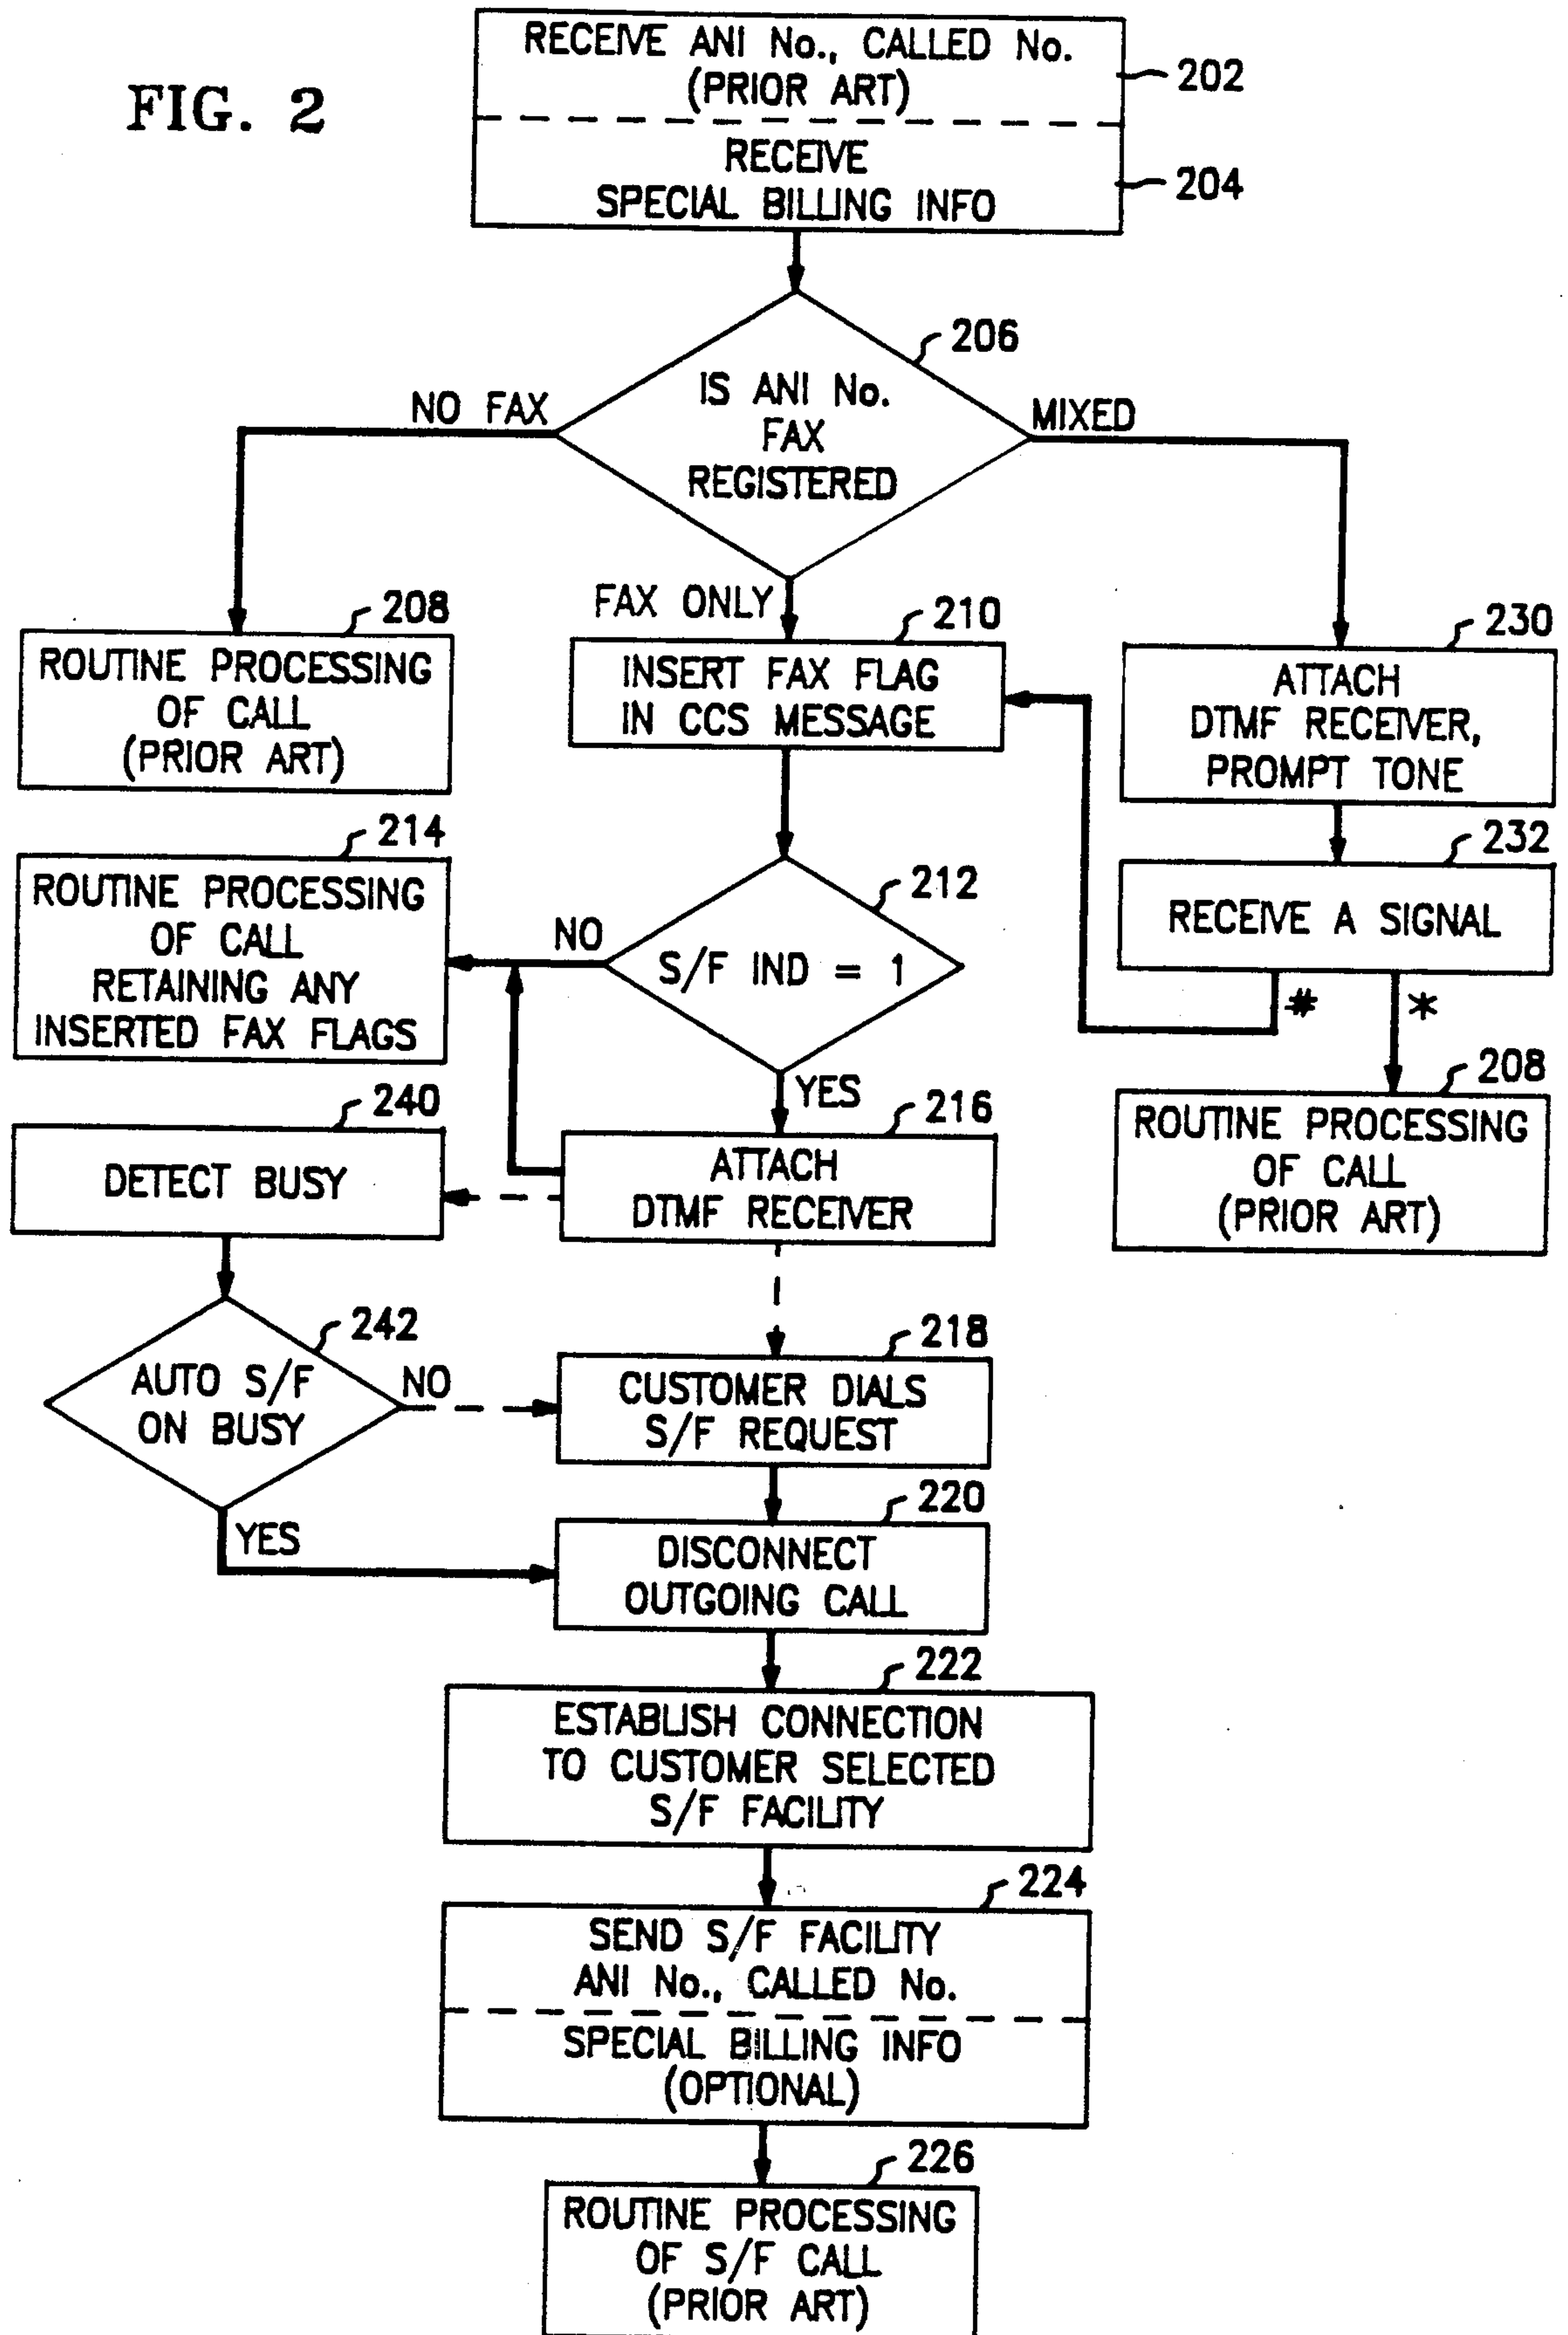 FIG. 2
RECEIVE ANI No., CALLED No.
(PRIOR ART)
202
RECEIVE
SPECIAL BILLING INFO
204
206
IS ANI No.
FAX
REGISTERED
NO FAX
MIXED
FAX ONLY
208
ROUTINE PROCESSING
OF CALL
(PRIOR ART)
210
INSERT FAX FLAG
IN CCS MESSAGE
230
ATTACH
DTMF RECEIVER,
PROMPT TONE
214
ROUTINE PROCESSING
OF CALL
RETAINING ANY
INSERTED FAX FLAGS
212
NO
S/F IND = 1
YES
232
RECEIVE A SIGNAL
#
*
208
ROUTINE PROCESSING
OF CALL
(PRIOR ART)
240
DETECT BUSY
216
ATTACH
DTMF RECEIVER
242
AUTO S/F
ON BUSY
NO
YES
218
CUSTOMER DIALS
S/F REQUEST
220
DISCONNECT
OUTGOING CALL
222
ESTABLISH CONNECTION
TO CUSTOMER SELECTED
S/F FACILITY
224
SEND S/F FACILITY
ANI No., CALLED No.
SPECIAL BILLING INFO
(OPTIONAL)
226
ROUTINE PROCESSING
OF S/F CALL
(PRIOR ART)